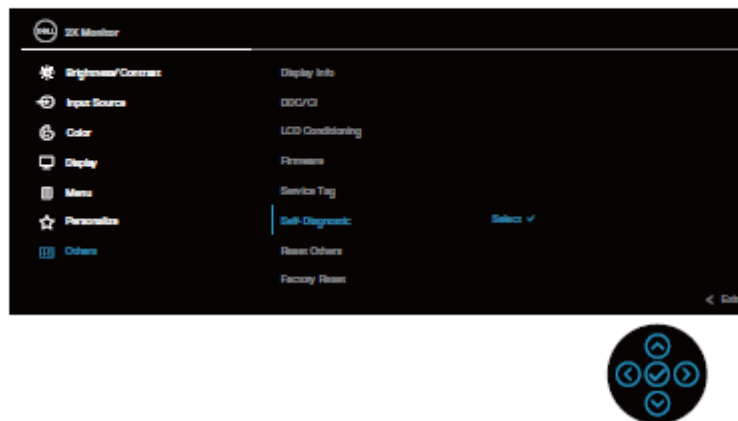 DELL 2K Monitor
Brightness/Contrast Display Info
Input Source DDC/CI
Color LCD Conditioning
Display Firmware
Menu Service Tag
Personalize Self-Diagnostic Select
Others Reset Others
Factory Reset